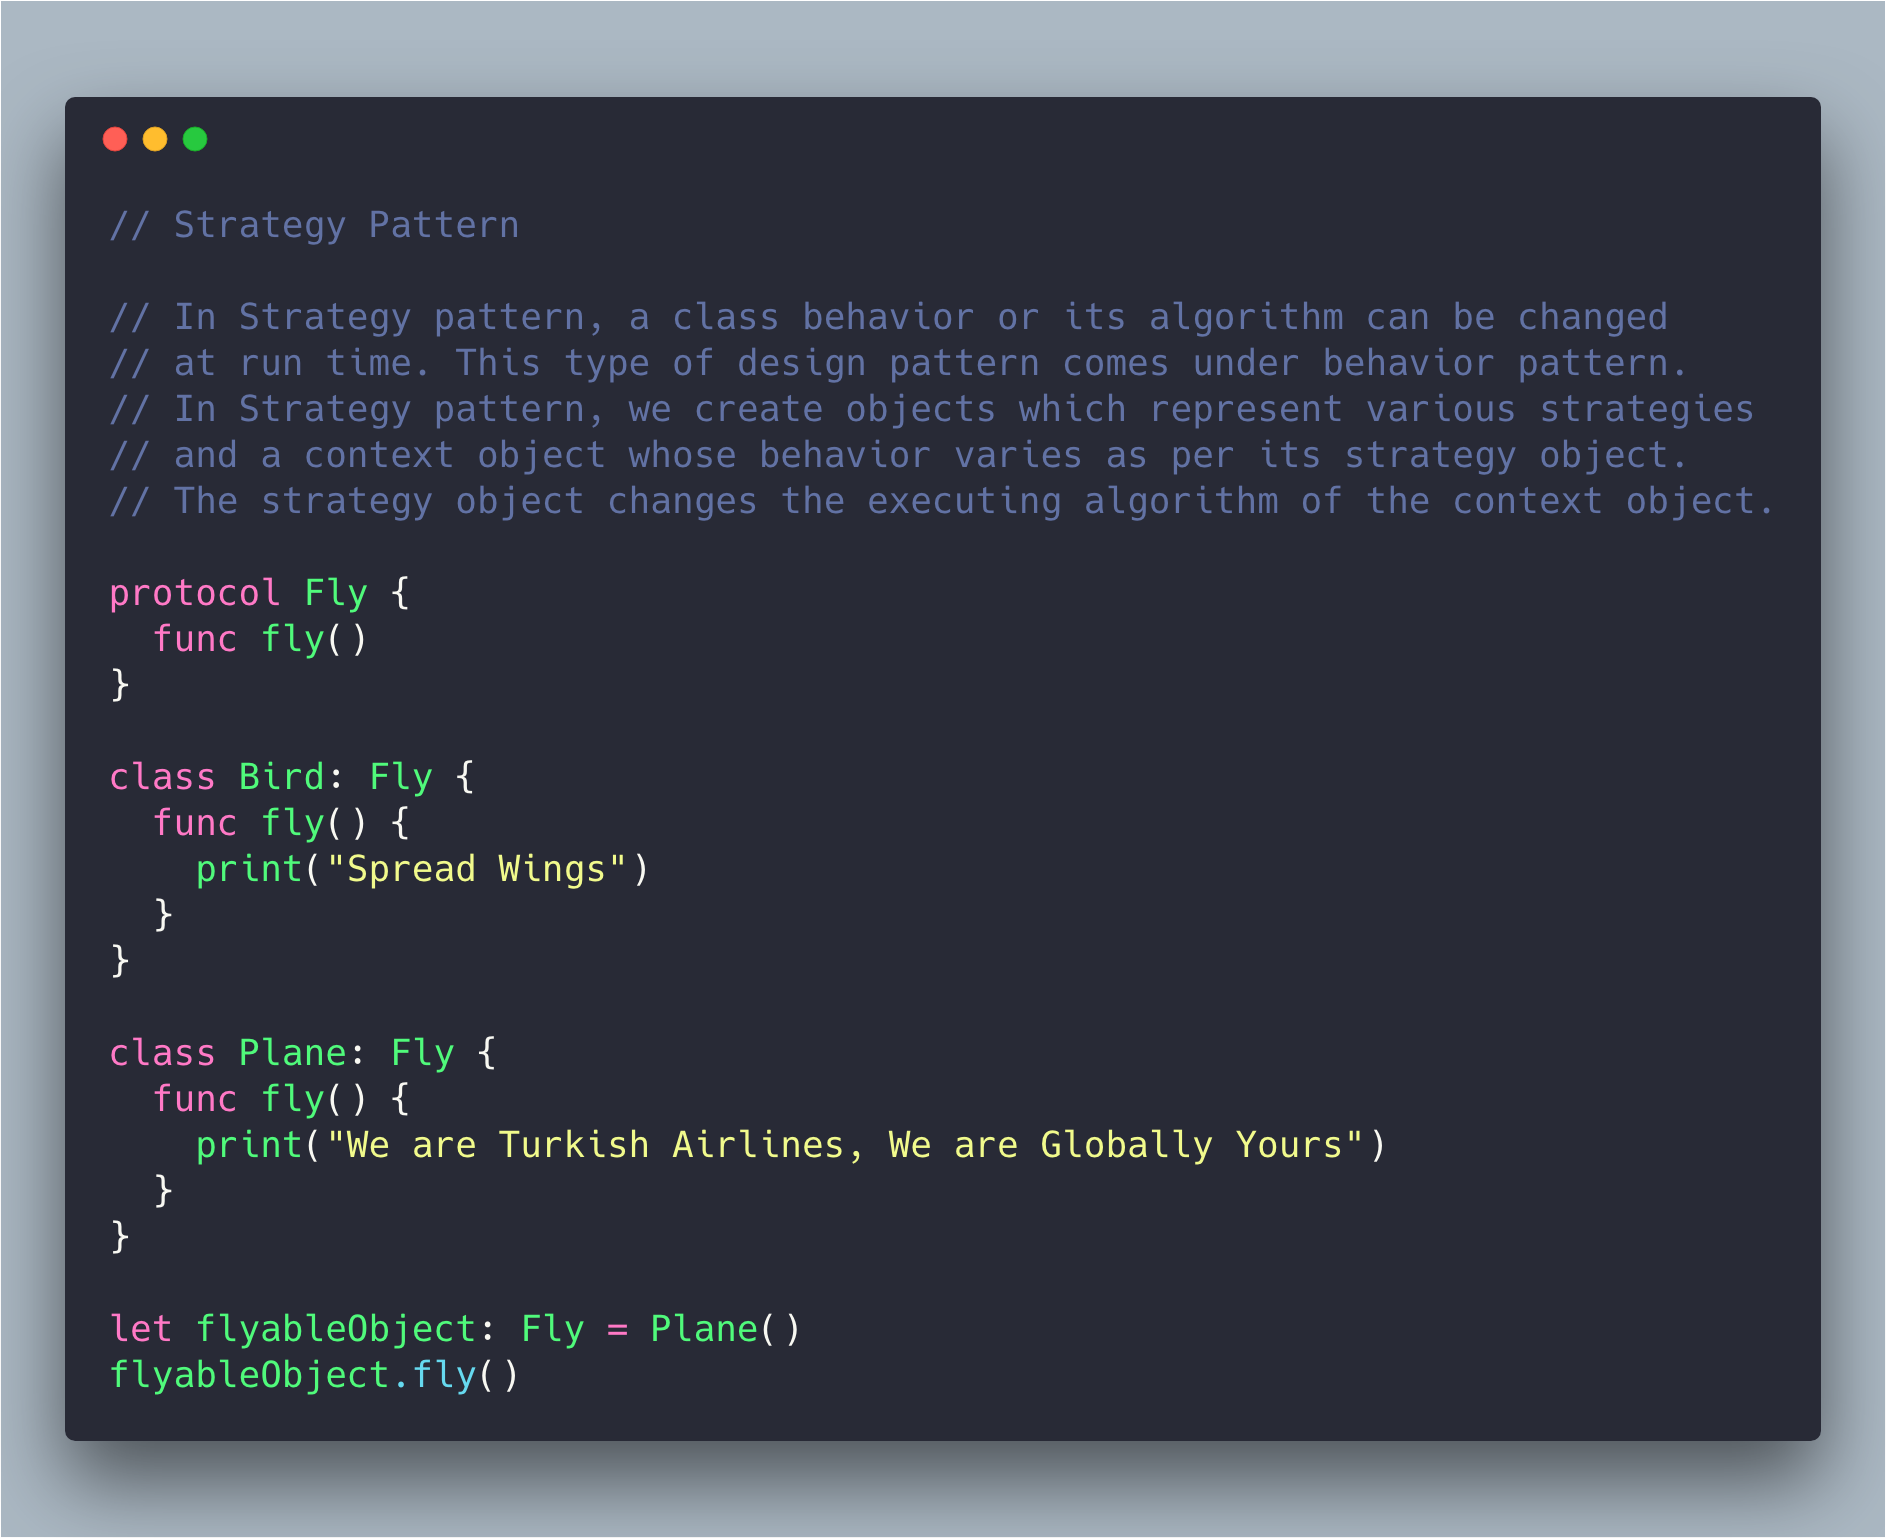 // Strategy Pattern
// In Strategy pattern, a class behavior or its algorithm can be changed
// at run time. This type of design pattern comes under behavior pattern.
// In Strategy pattern, we create objects which represent various strategies
// and a context object whose behavior varies as per its strategy object.
// The strategy object changes the executing algorithm of the context object.
protocol Fly {
  func fly()
}
class Bird: Fly {
  func fly() {
    print("Spread Wings")
  }
}
class Plane: Fly {
  func fly() {
    print("We are Turkish Airlines, We are Globally Yours")
  }
}
let flyableObject: Fly = Plane()
flyableObject.fly()